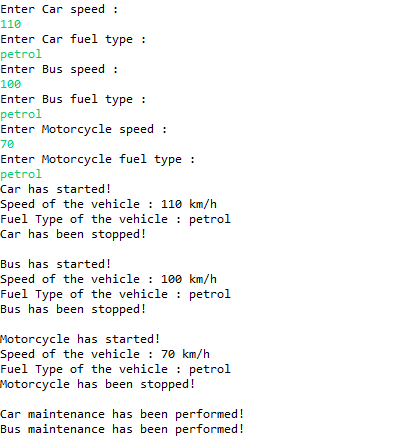 Enter Car speed :
110
Enter Car fuel type :
petrol
Enter Bus speed :
100
Enter Bus fuel type :
petrol
Enter Motorcycle speed :
70
Enter Motorcycle fuel type :
petrol
Car has started!
Speed of the vehicle : 110 km/h
Fuel Type of the vehicle : petrol
Car has been stopped!

Bus has started!
Speed of the vehicle : 100 km/h
Fuel Type of the vehicle : petrol
Bus has been stopped!

Motorcycle has started!
Speed of the vehicle : 70 km/h
Fuel Type of the vehicle : petrol
Motorcycle has been stopped!

Car maintenance has been performed!
Bus maintenance has been performed!